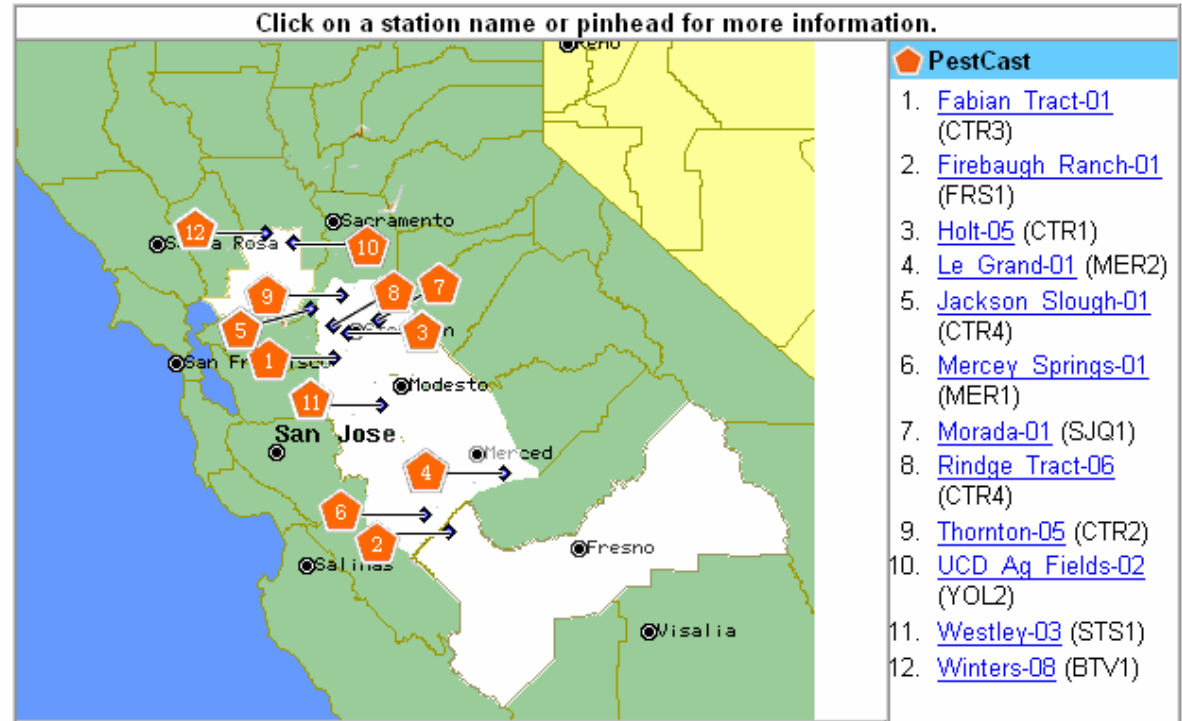 Click on a station name or pinhead for more information.
Reno
Sacramento
12
Sa Rosa
10
9
8
7
5
3
n
1
San Fr isco
Modesto
11
San Jose
Merced
4
6
2
Fresno
Salinas
Visalia
PestCast
1. Fabian Tract-01
(CTR3)
2. Firebaugh Ranch-01
(FRS1)
3. Holt-05 (CTR1)
4. Le Grand-01 (MER2)
5. Jackson Slough-01
(CTR4)
6. Mercey Springs-01
(MER1)
7. Morada-01 (SJQ1)
8. Rindge Tract-06
(CTR4)
9. Thornton-05 (CTR2)
10. UCD Ag Fields-02
(YOL2)
11. Westley-03 (STS1)
12. Winters-08 (BTV1)